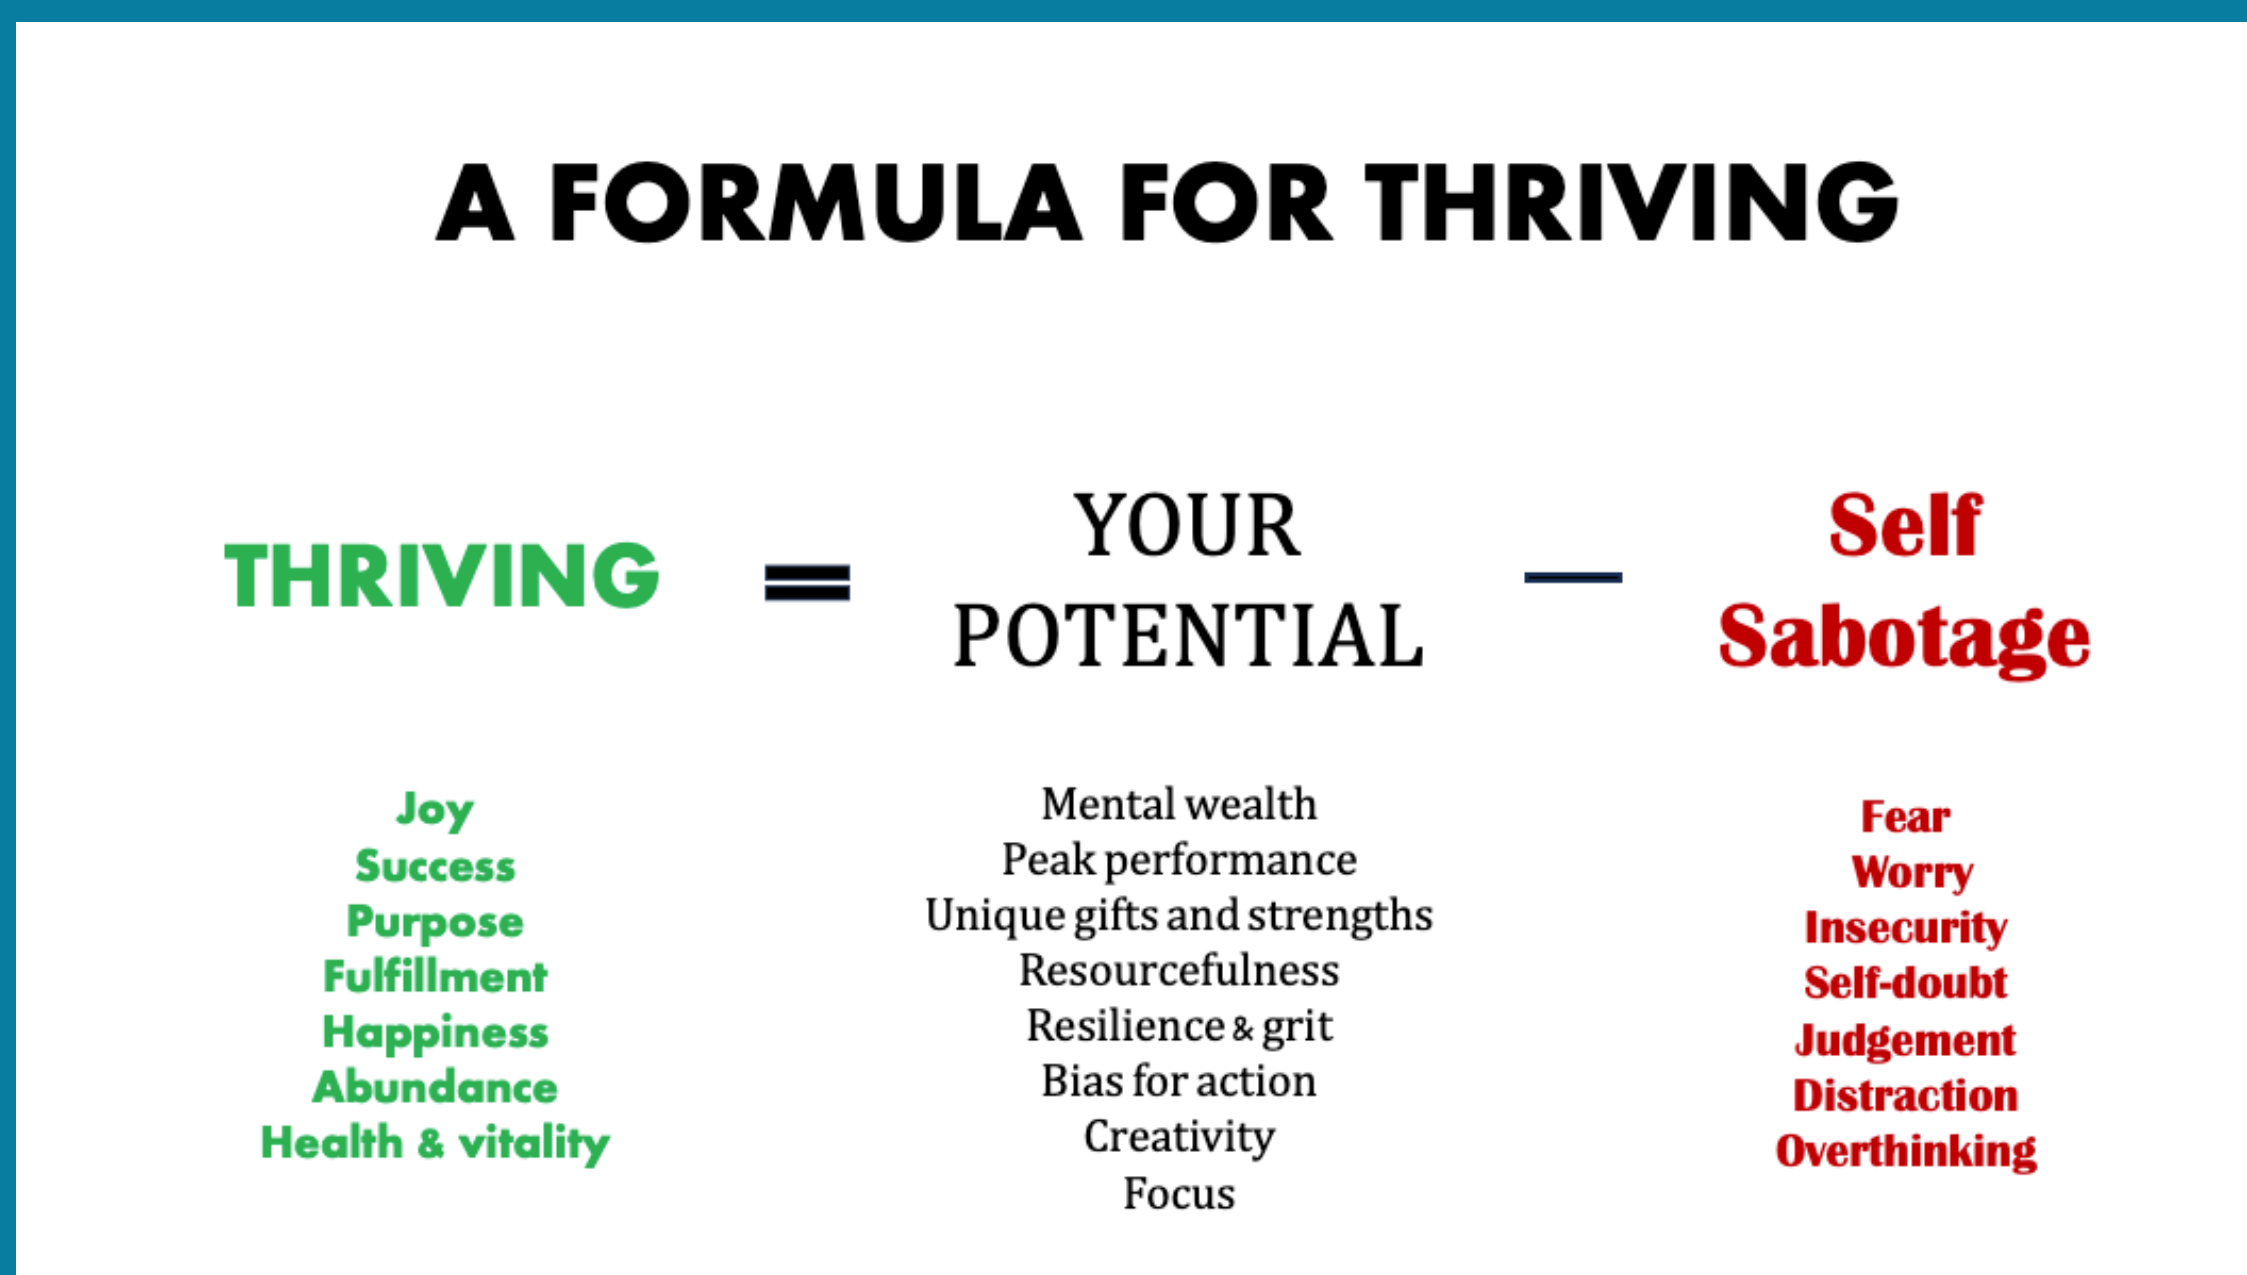 A FORMULA FOR THRIVING
THRIVING
=
YOUR
POTENTIAL
—
Self
Sabotage
Joy
Success
Purpose
Fulfillment
Happiness
Abundance
Health & vitality
Mental wealth
Peak performance
Unique gifts and strengths
Resourcefulness
Resilience & grit
Bias for action
Creativity
Focus
Fear
Worry
Insecurity
Self-doubt
Judgement
Distraction
Overthinking